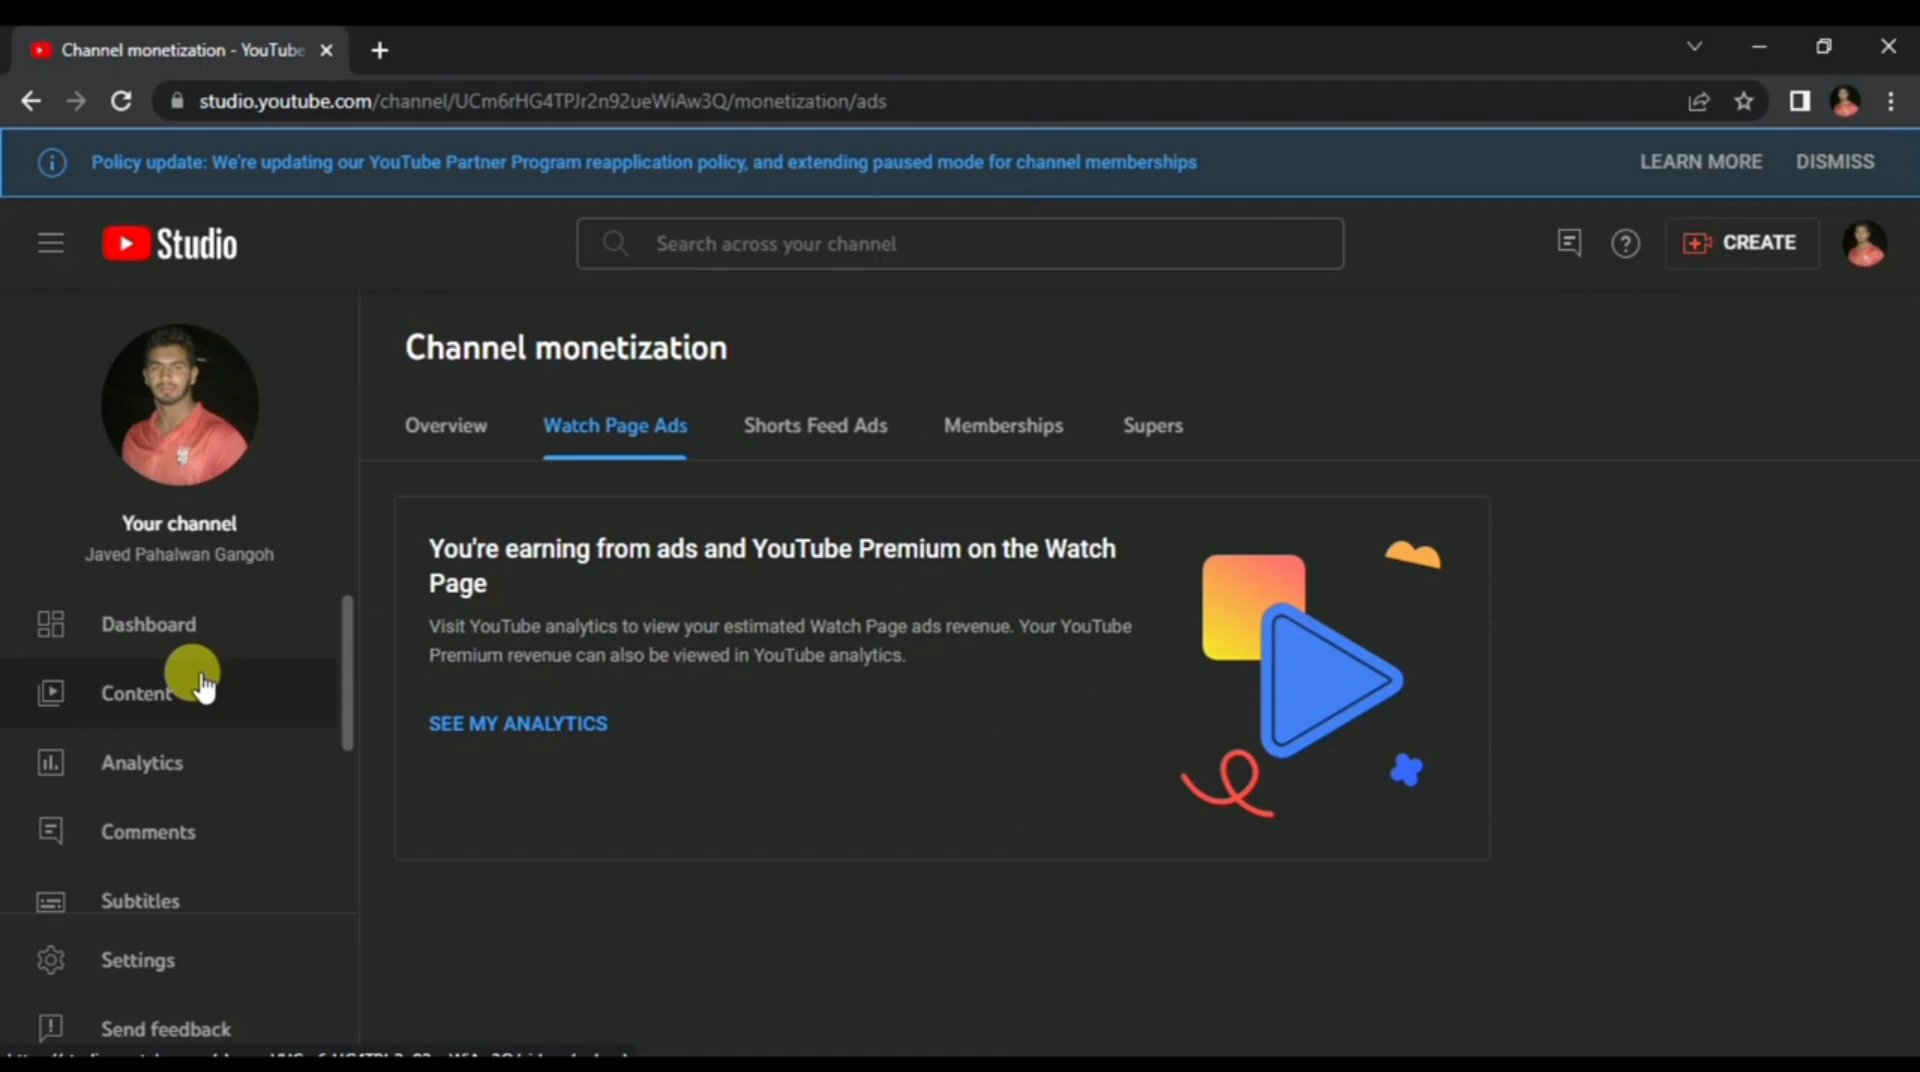 Channel monetization - YouTube
studio.youtube.com/channel/UCm6rHG4TPJr2n92ueWiAw3Q/monetization/ads
Policy update: We're updating our YouTube Partner Program reapplication policy, and extending paused mode for channel memberships
LEARN MORE
DISMISS
Studio
Search across your channel
CREATE
Your channel
Javed Pahalwan Gangoh
Dashboard
Content
Analytics
Comments
Subtitles
Settings
Send feedback
Channel monetization
Overview
Watch Page Ads
Shorts Feed Ads
Memberships
Supers
You're earning from ads and YouTube Premium on the Watch
Page
Visit YouTube analytics to view your estimated Watch Page ads revenue. Your YouTube
Premium revenue can also be viewed in YouTube analytics.
SEE MY ANALYTICS